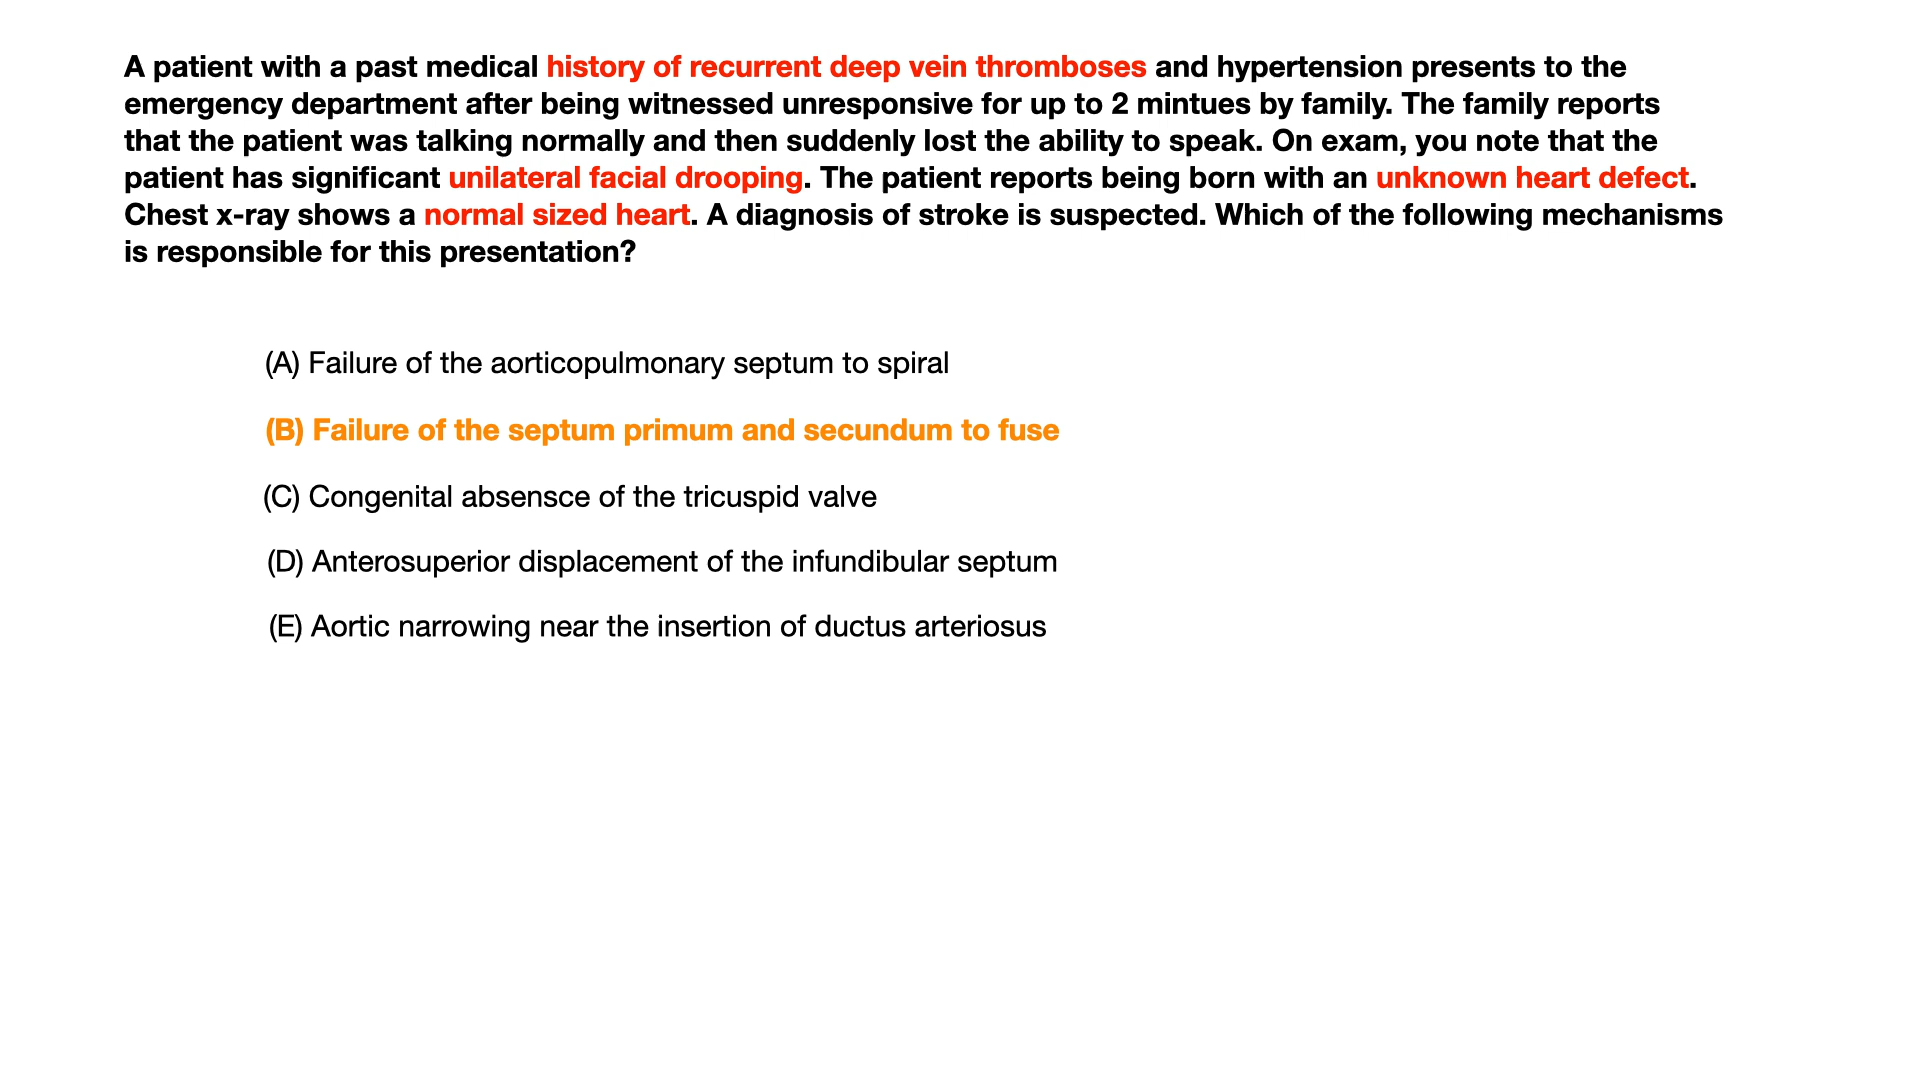 A patient with a past medical history of recurrent deep vein thromboses and hypertension presents to the
emergency department after being witnessed unresponsive for up to 2 mintues by family. The family reports
that the patient was talking normally and then suddenly lost the ability to speak. On exam, you note that the
patient has significant unilateral facial drooping. The patient reports being born with an unknown heart defect.
Chest x-ray shows a normal sized heart. A diagnosis of stroke is suspected. Which of the following mechanisms
is responsible for this presentation?
(A) Failure of the aorticopulmonary septum to spiral
(B) Failure of the septum primum and secundum to fuse
(C) Congenital absensce of the tricuspid valve
(D) Anterosuperior displacement of the infundibular septum
(E) Aortic narrowing near the insertion of ductus arteriosus